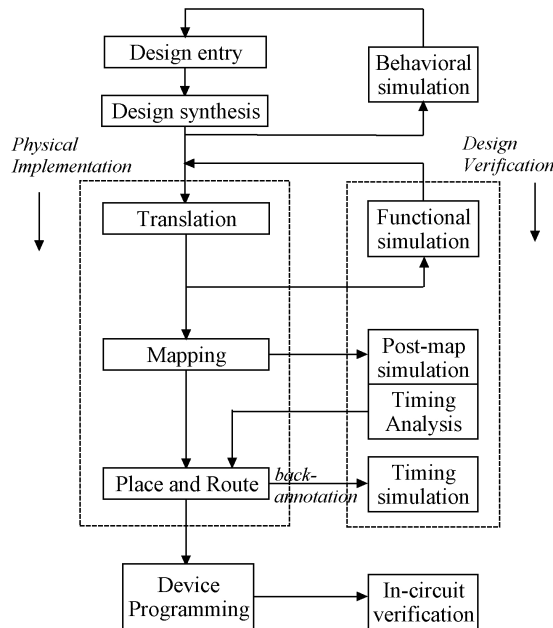 Design entry
Behavioral
simulation
Design synthesis
Physical
Implementation
Design
Verification
Translation
Functional
simulation
Mapping
Post-map
simulation
Timing
Analysis
Place and Route
back-
annotation
Timing
simulation
Device
Programming
In-circuit
verification